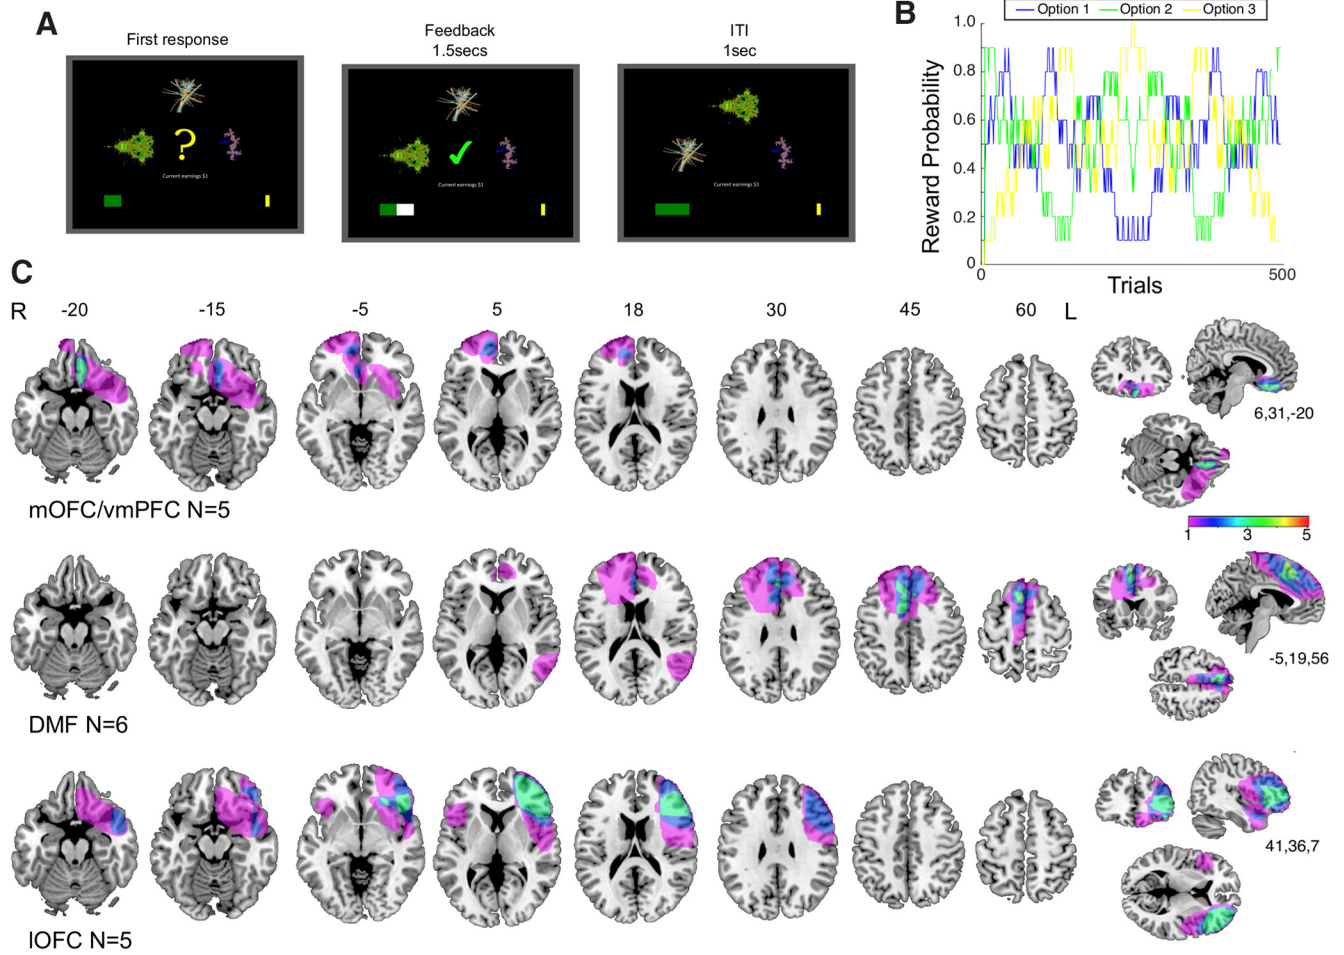 A
First response
Feedback
1.5secs
ITI
1sec
?
Current earnings $1
Current earnings $1
Current earnings $1
B
Option 1 Option 2 Option 3
Reward Probability
1.0
0.8
0.6
0.4
0.2
0
0 500
Trials
C
R -20 -15 -5 5 18 30 45 60 L
6,31,-20
mOFC/vmPFC N=5
1 3 5
-5,19,56
DMF N=6
41,36,7
lOFC N=5